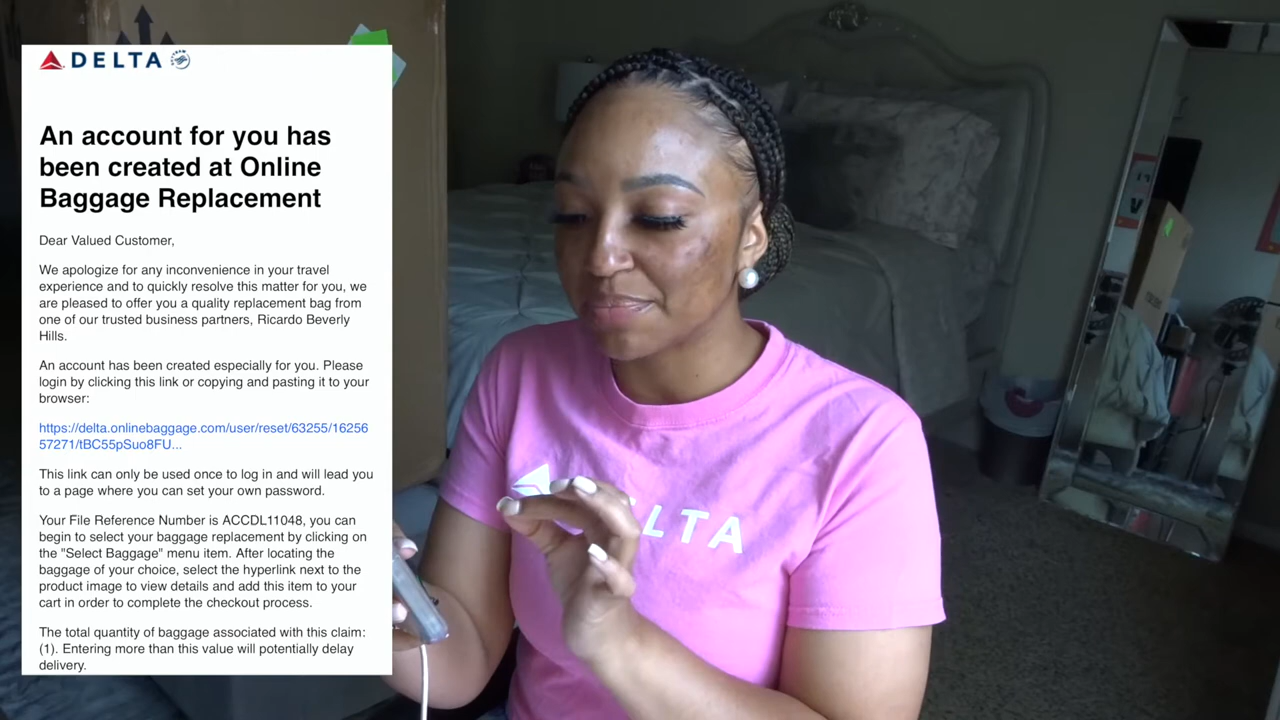 DELTA
An account for you has
been created at Online
Baggage Replacement
Dear Valued Customer,
We apologize for any inconvenience in your travel
experience and to quickly resolve this matter for you, we
are pleased to offer you a quality replacement bag from
one of our trusted business partners, Ricardo Beverly
Hills.
An account has been created especially for you. Please
login by clicking this link or copying and pasting it to your
browser:
https://delta.onlinebaggage.com/user/reset/63255/16256
57271/tBC55pSuo8FU...
This link can only be used once to log in and will lead you
to a page where you can set your own password.
Your File Reference Number is ACCDL11048, you can
begin to select your baggage replacement by clicking on
the "Select Baggage" menu item. After locating the
baggage of your choice, select the hyperlink next to the
product image to view details and add this item to your
cart in order to complete the checkout process.
The total quantity of baggage associated with this claim:
(1). Entering more than this value will potentially delay
delivery.
LTA